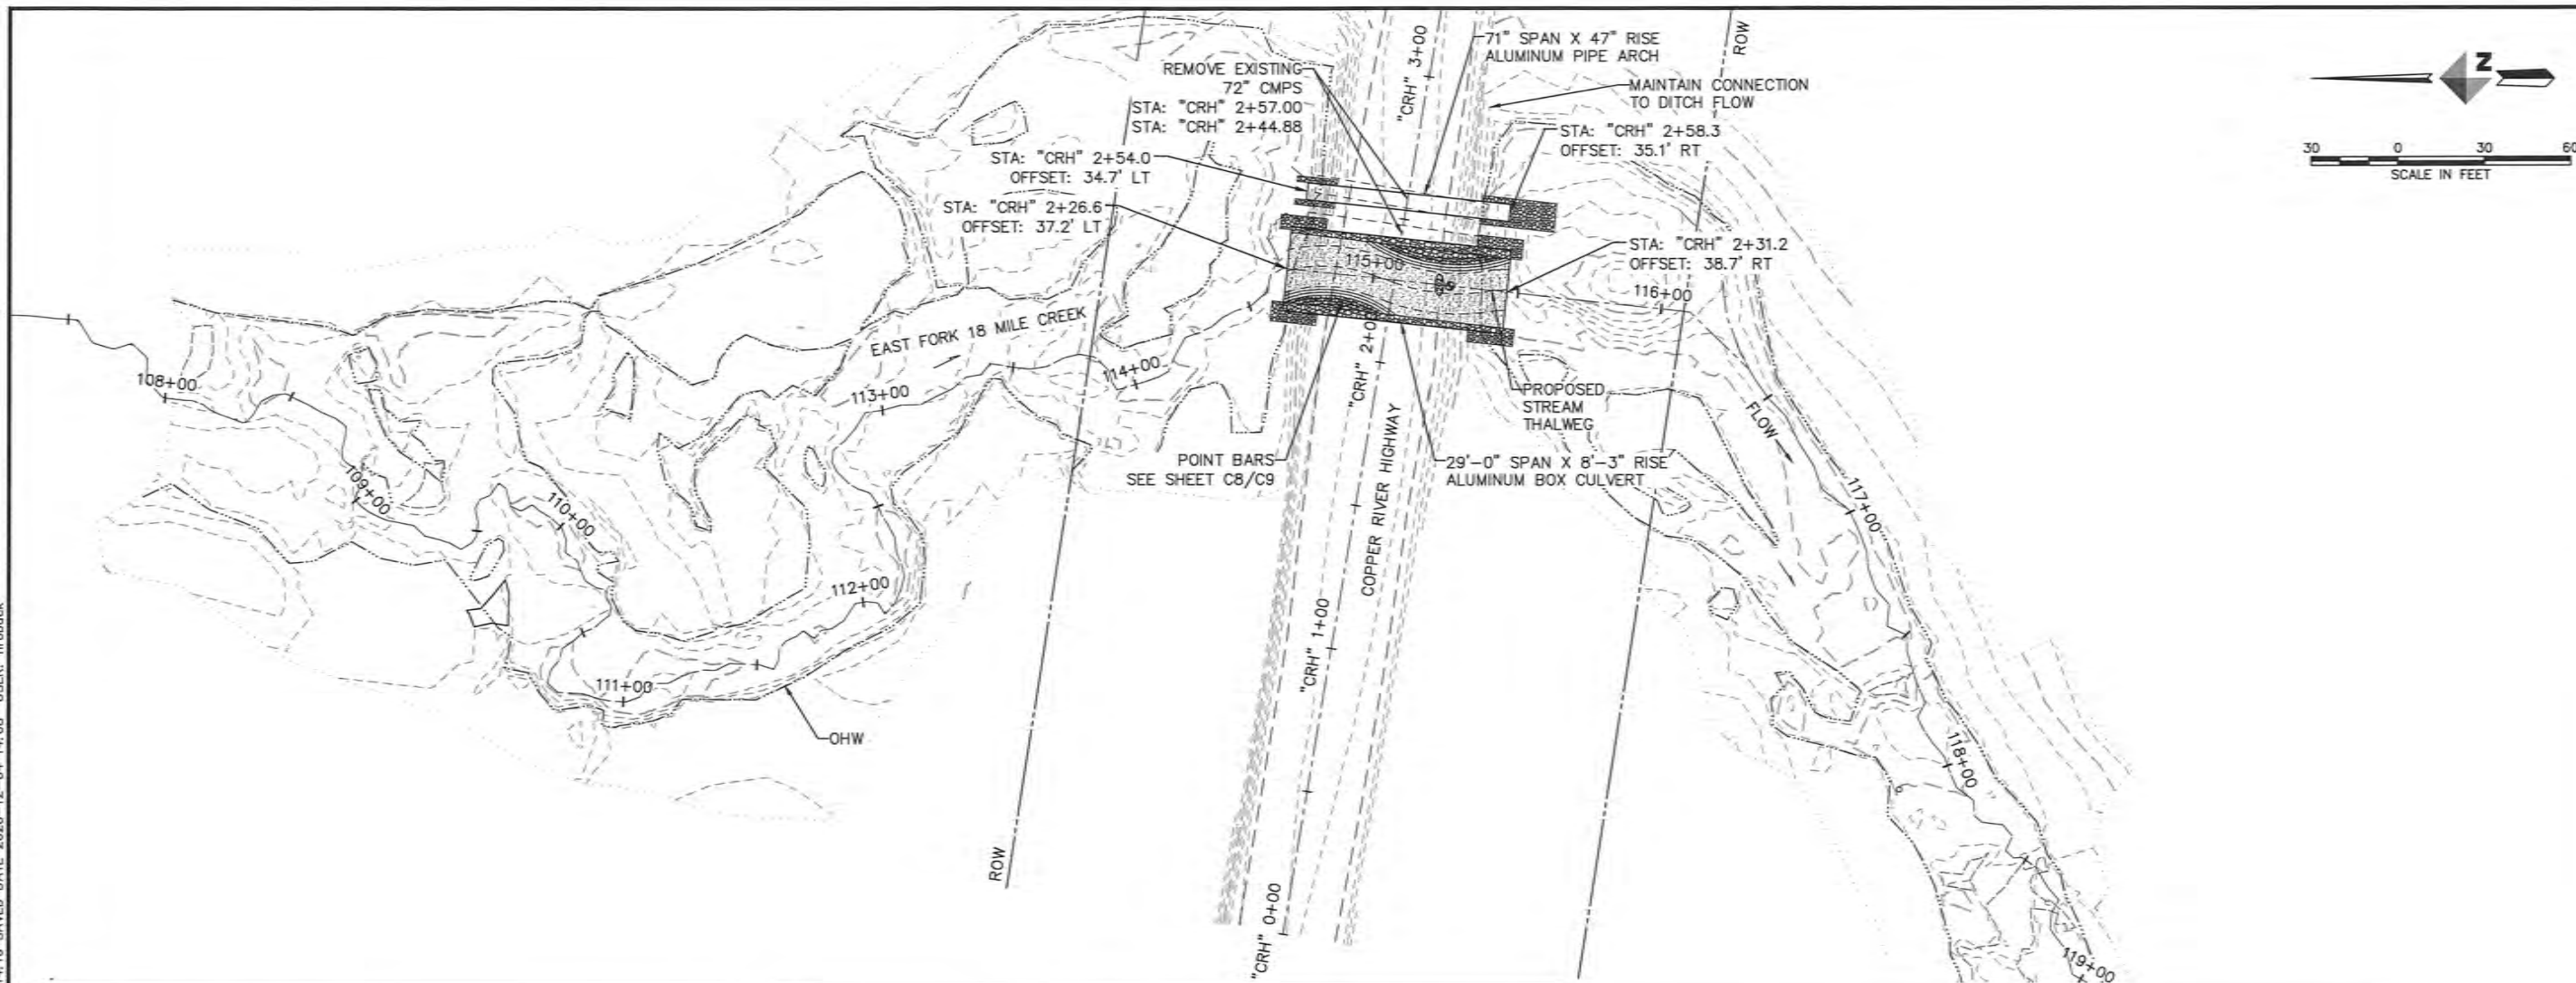 71" SPAN X 47" RISE
ALUMINUM PIPE ARCH
ROW
"CRH" 3+00
REMOVE EXISTING
72" CMPS
STA: "CRH" 2+57.00
STA: "CRH" 2+44.88
MAINTAIN CONNECTION
TO DITCH FLOW
Z
30 0 30 60
SCALE IN FEET
STA: "CRH" 2+58.3
OFFSET: 35.1' RT
STA: "CRH" 2+54.0
OFFSET: 34.7' LT
STA: "CRH" 2+26.6
OFFSET: 37.2' LT
STA: "CRH" 2+31.2
OFFSET: 38.7' RT
115+00
116+00
EAST FORK 18 MILE CREEK
"CRH" 2+0
108+00
113+00
114+00
PROPOSED
STREAM
THALWEG
FLOW
POINT BARS
SEE SHEET C8/C9
29'-0" SPAN X 8'-3" RISE
ALUMINUM BOX CULVERT
COPPER RIVER HIGHWAY
109+00
110+00
117+00
112+00
"CRH" 1+00
111+00
OHW
118+00
ROW
"CRH" 0+00
119+00